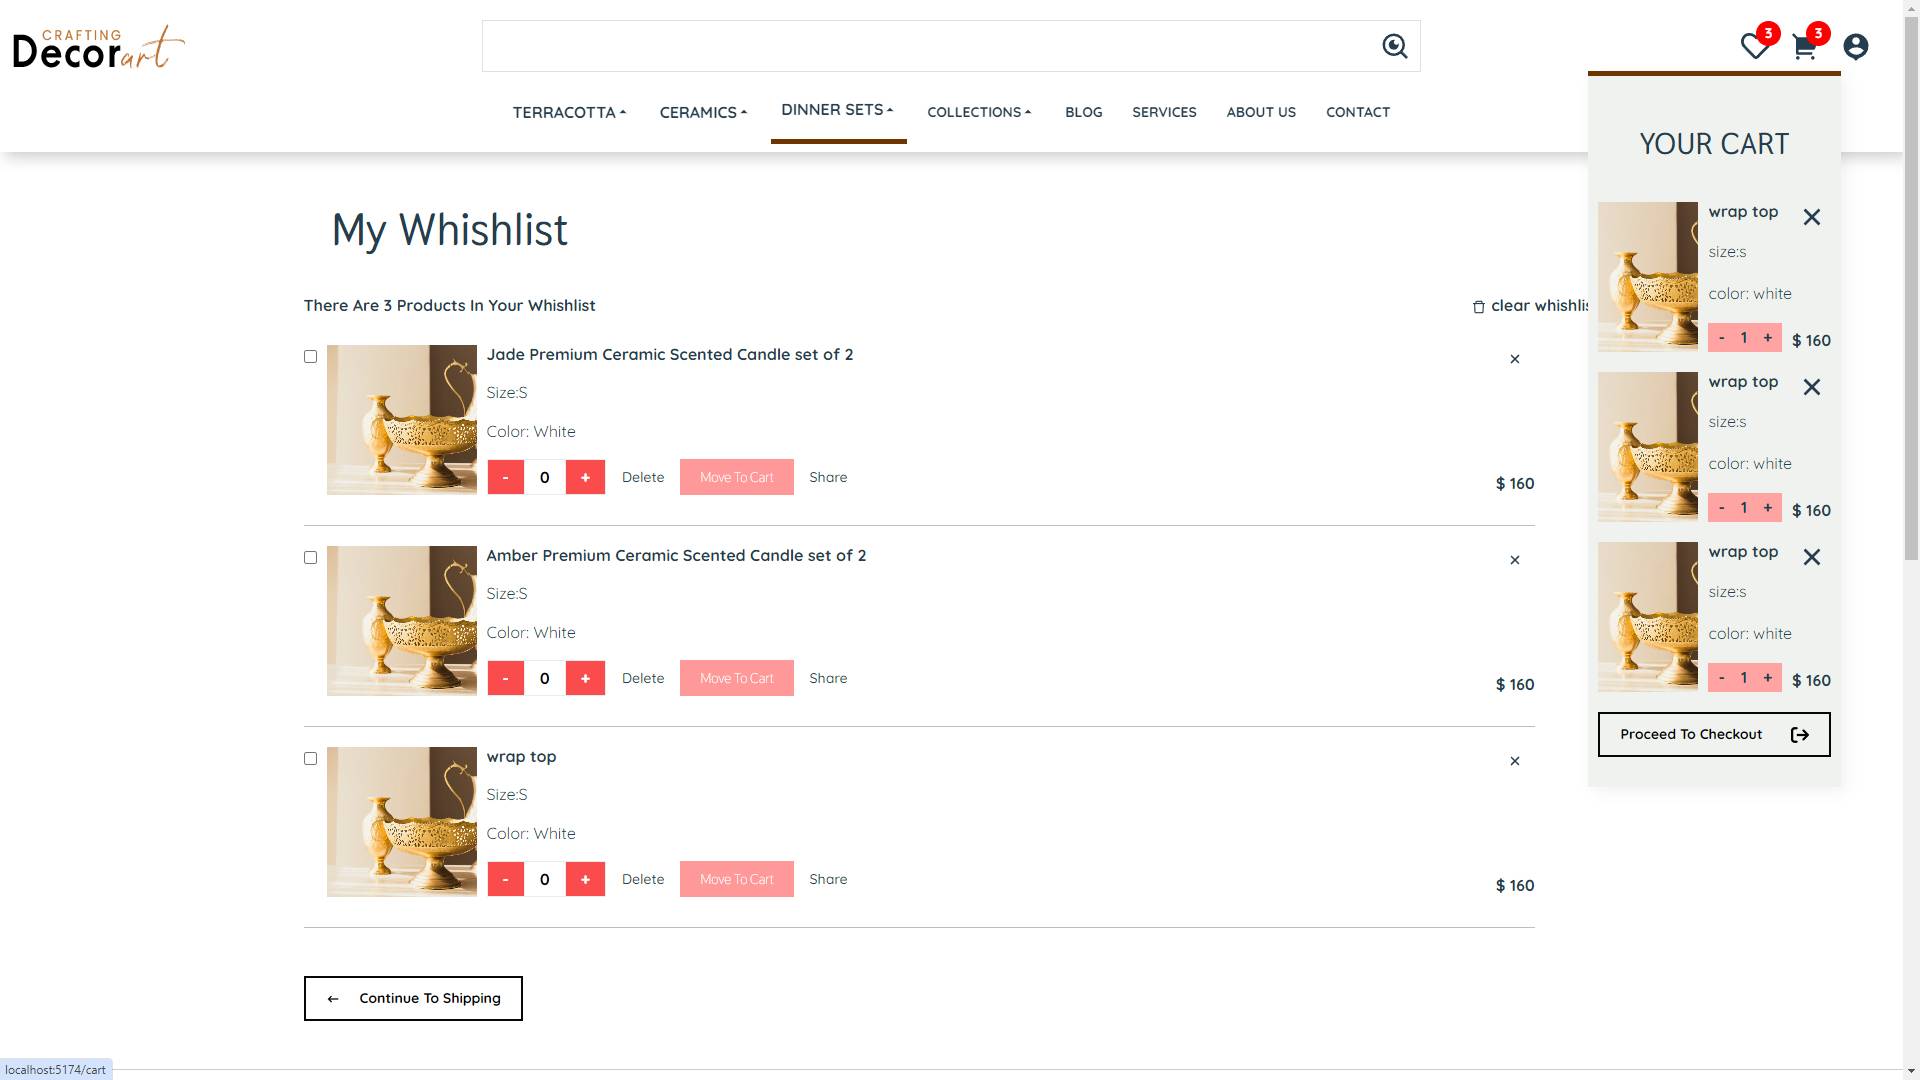 CRAFTING
Decorart
3
3
TERRACOTTA
CERAMICS
DINNER SETS
COLLECTIONS
BLOG
SERVICES
ABOUT US
CONTACT
My Whishlist
There Are 3 Products In Your Whishlist
clear whishlis
Jade Premium Ceramic Scented Candle set of 2
Size:S
Color: White
- 0 + Delete Move To Cart Share
$ 160
Amber Premium Ceramic Scented Candle set of 2
Size:S
Color: White
- 0 + Delete Move To Cart Share
$ 160
wrap top
Size:S
Color: White
- 0 + Delete Move To Cart Share
$ 160
Continue To Shipping
YOUR CART
wrap top
size:s
color: white
- 1 + $ 160
wrap top
size:s
color: white
- 1 + $ 160
wrap top
size:s
color: white
- 1 + $ 160
Proceed To Checkout
localhost:5174/cart